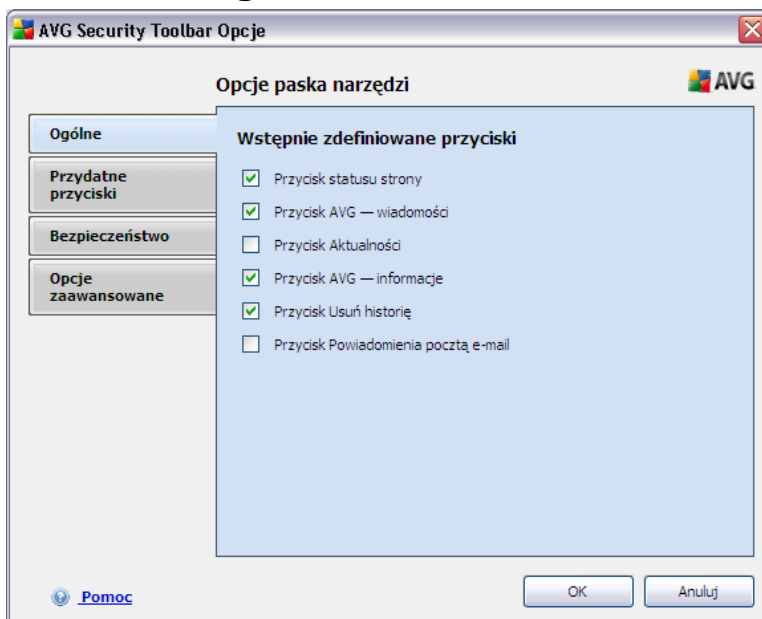 AVG Security Toolbar Opcje
Opcje paska narzędzi
AVG
Ogólne
Przydatne
przyciski
Bezpieczeństwo
Opcje
zaawansowane
Wstępnie zdefiniowane przyciski
Przycisk statusu strony
Przycisk AVG — wiadomości
Przycisk Aktualności
Przycisk AVG — informacje
Przycisk Usuń historię
Przycisk Powiadomienia pocztą e-mail
Pomoc
OK
Anuluj